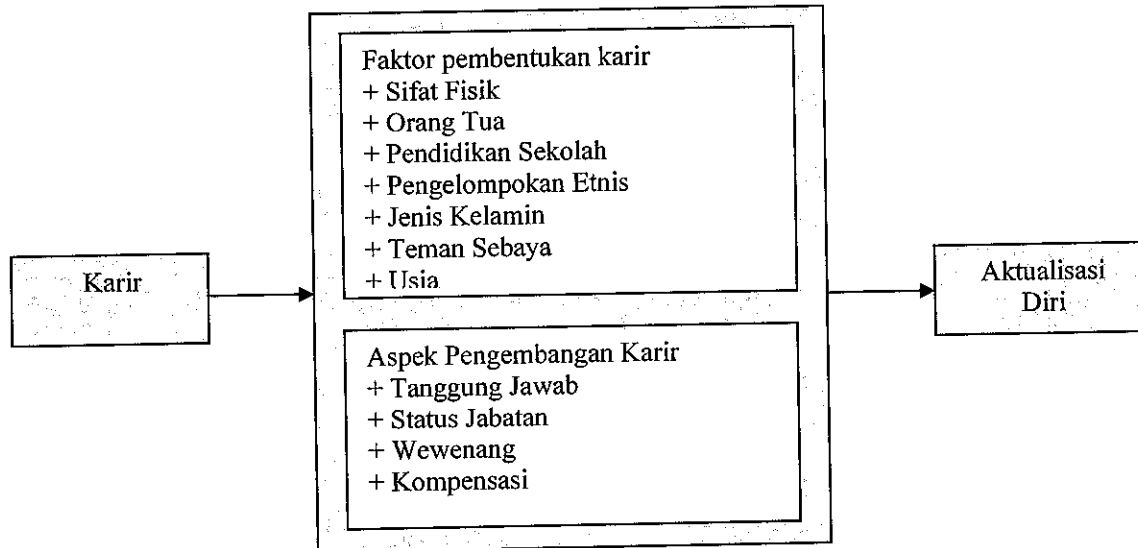 Karir
Faktor pembentukan karir
+ Sifat Fisik
+ Orang Tua
+ Pendidikan Sekolah
+ Pengelompokan Etnis
+ Jenis Kelamin
+ Teman Sebaya
+ Usia
Aspek Pengembangan Karir
+ Tanggung Jawab
+ Status Jabatan
+ Wewenang
+ Kompensasi
Aktualisasi
Diri